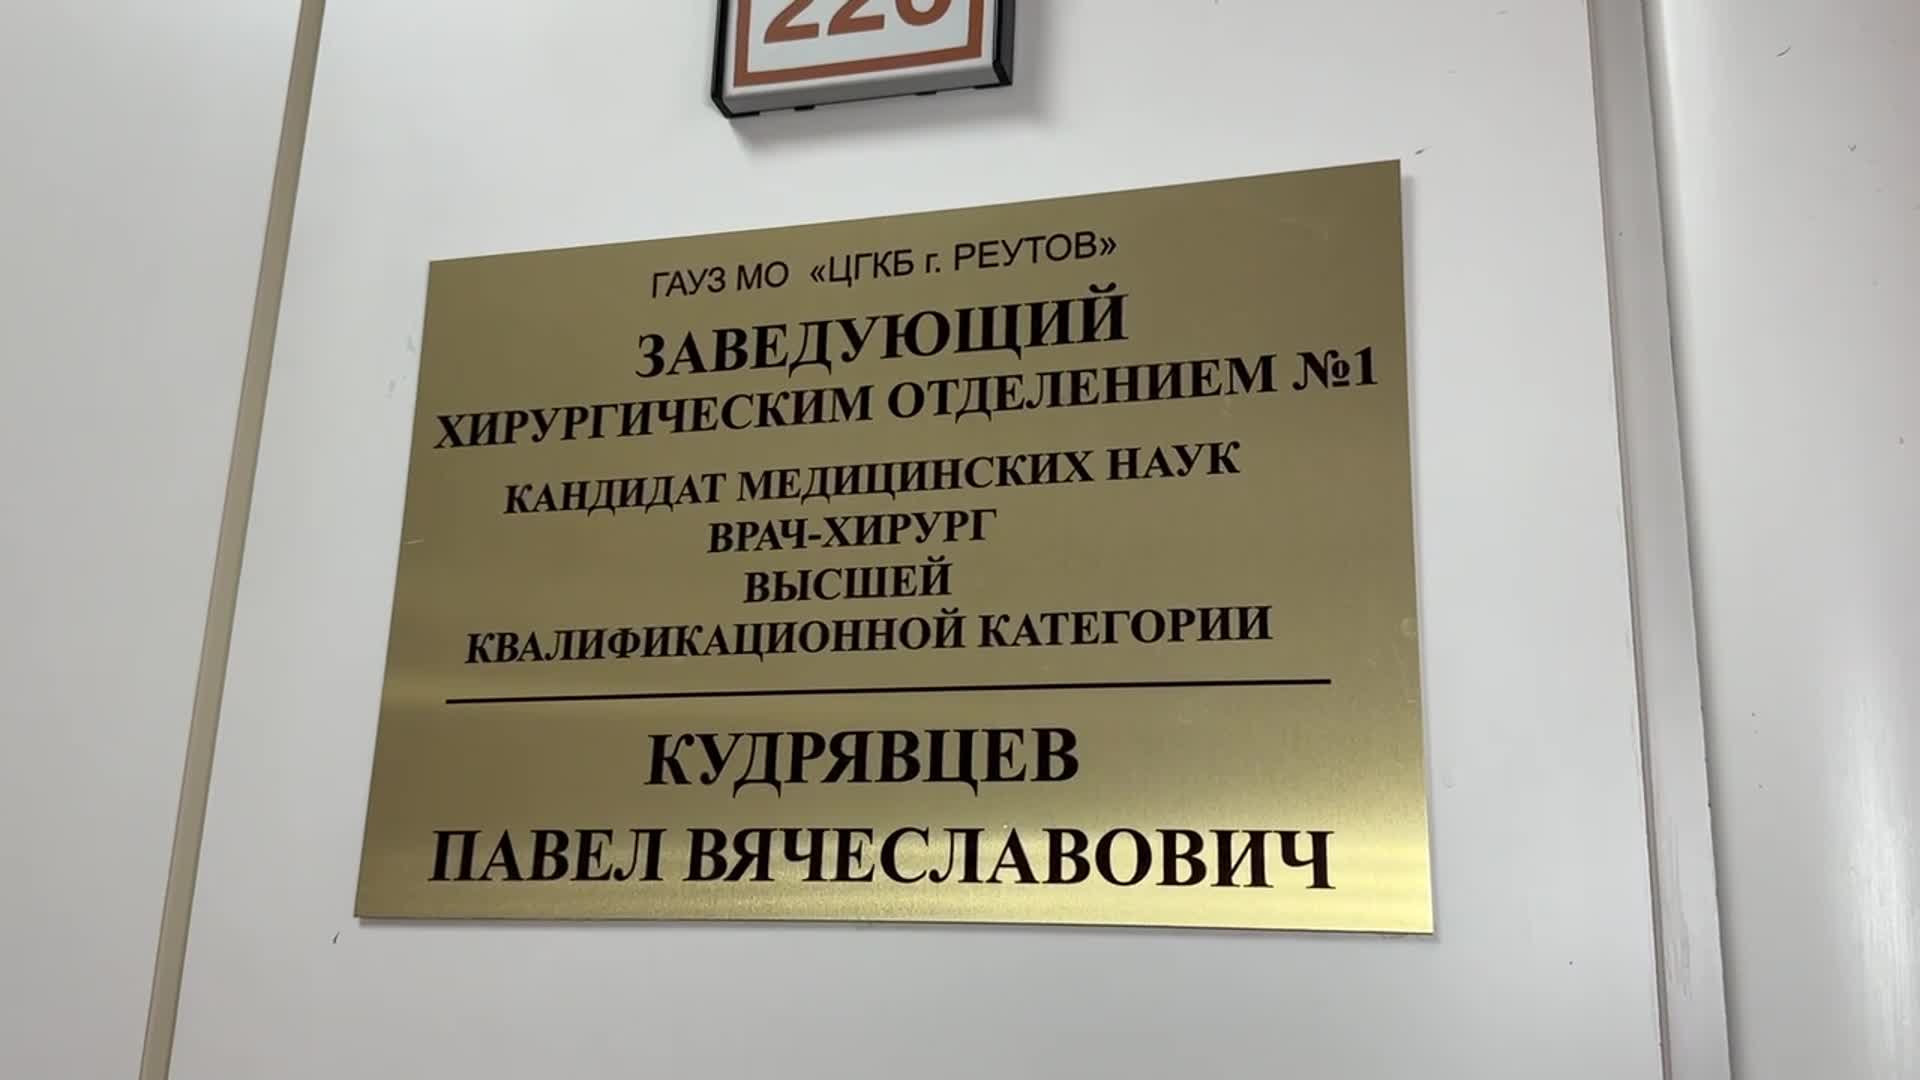 ГАУЗ МО «ЦГКБ г. РЕУТОВ»
ЗАВЕДУЮЩИЙ
ХИРУРГИЧЕСКИМ ОТДЕЛЕНИЕМ №1
КАНДИДАТ МЕДИЦИНСКИХ НАУК
ВРАЧ-ХИРУРГ
ВЫСШЕЙ
КВАЛИФИКАЦИОННОЙ КАТЕГОРИИ
КУДРЯВЦЕВ
ПАВЕЛ ВЯЧЕСЛАВОВИЧ